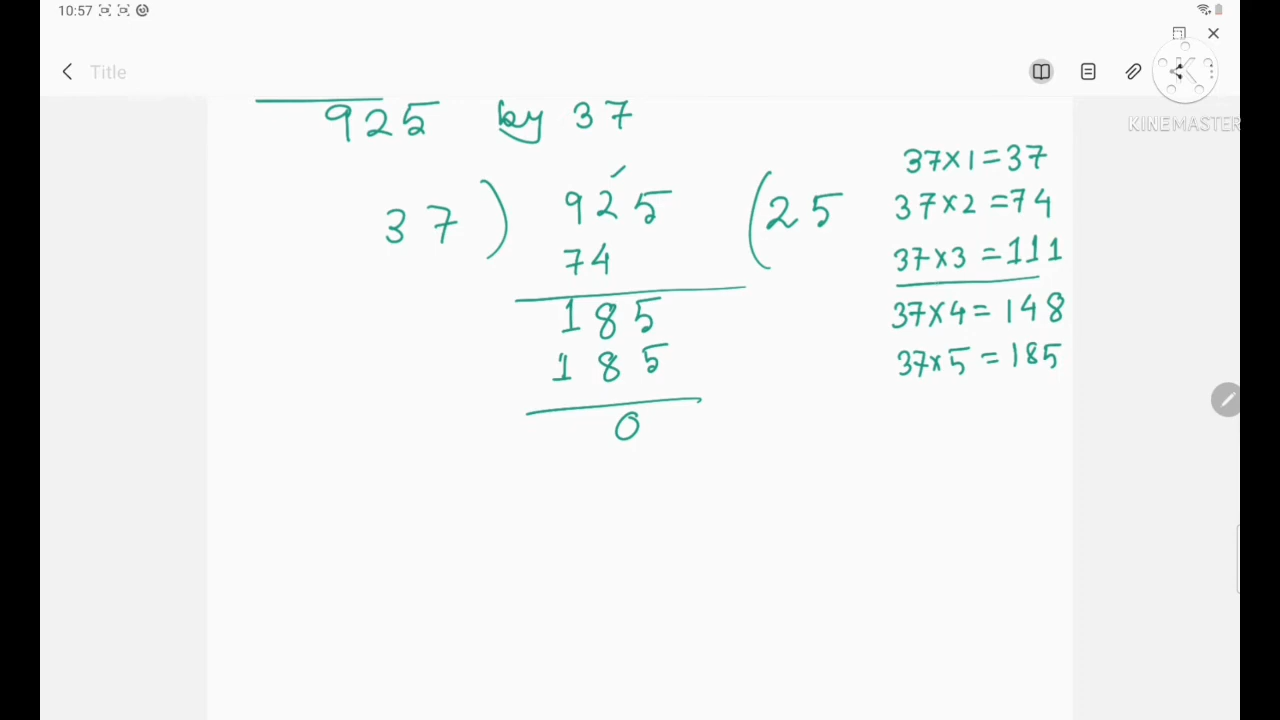 10:57
Title
KINEMASTER
925 by 37
37×1=37
37×2=74
37) 925 (25
74
37×3=111
185
37×4=148
185
37×5=185
0